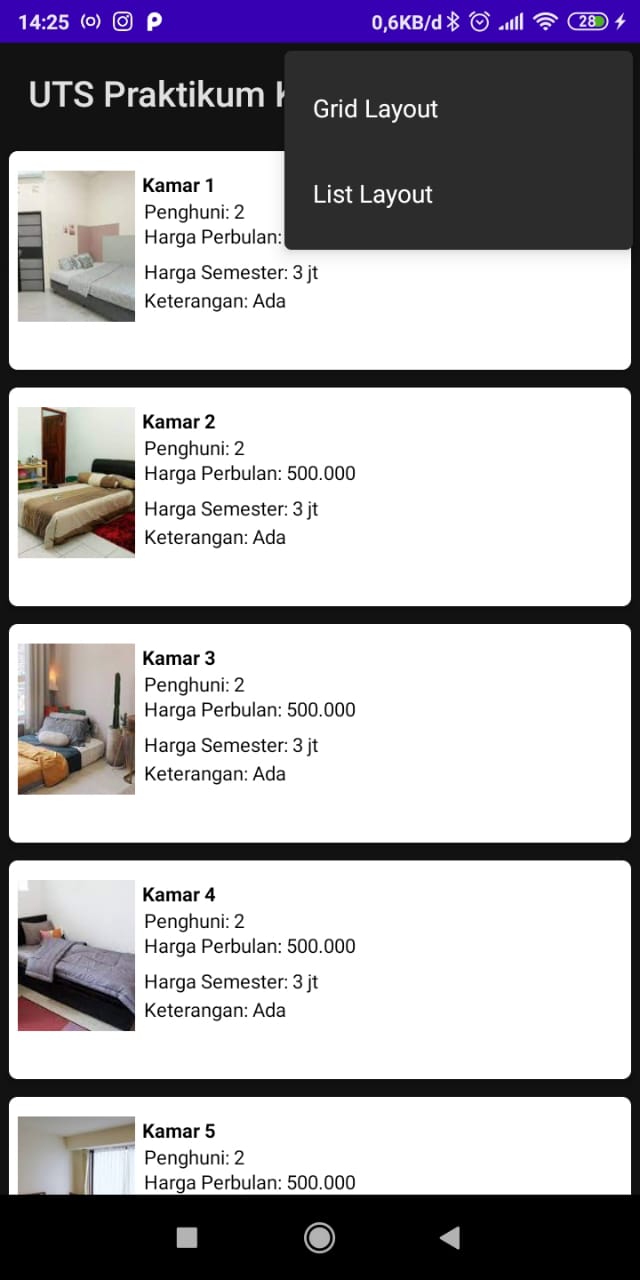 14:25 0,6KB/d 28
UTS Praktikum
Grid Layout
List Layout
Kamar 1
Penghuni: 2
Harga Perbulan:
Harga Semester: 3 jt
Keterangan: Ada
Kamar 2
Penghuni: 2
Harga Perbulan: 500.000
Harga Semester: 3 jt
Keterangan: Ada
Kamar 3
Penghuni: 2
Harga Perbulan: 500.000
Harga Semester: 3 jt
Keterangan: Ada
Kamar 4
Penghuni: 2
Harga Perbulan: 500.000
Harga Semester: 3 jt
Keterangan: Ada
Kamar 5
Penghuni: 2
Harga Perbulan: 500.000